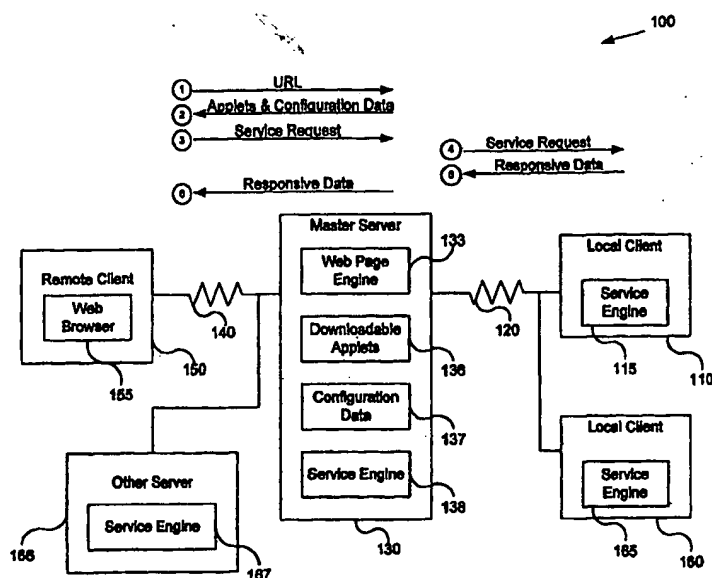 100
1 URL
2 Applets & Configuration Data
3 Service Request
4 Service Request
5 Responsive Data
6 Responsive Data
Master Server
133
Web Page
Engine
Remote Client
Web
Browser
155
150
140
Downloadable
Applets
136
120
Local Client
Service
Engine
115
110
Configuration
Data
137
Other Server
Service Engine
166
167
Service Engine
138
130
Local Client
Service
Engine
165
160